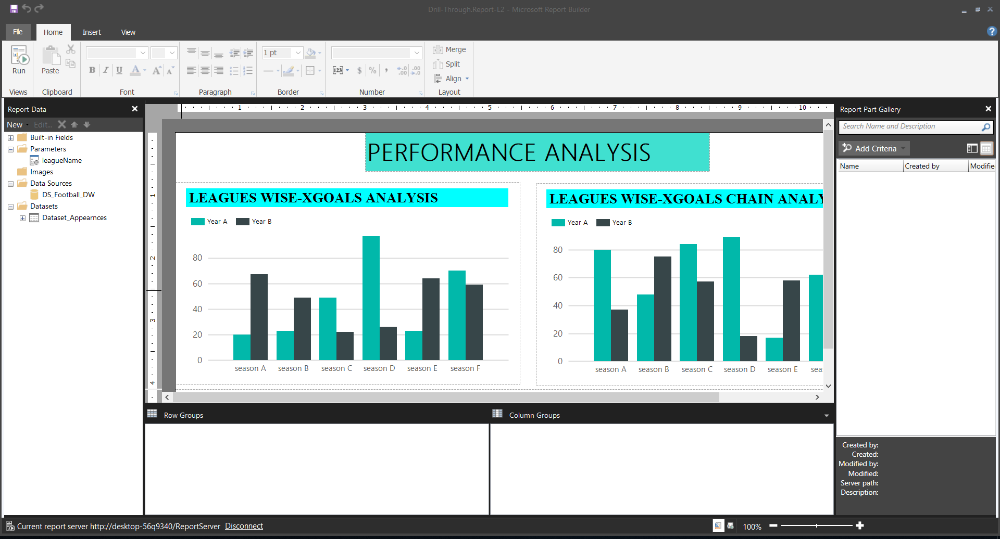 Drill-Through.Report-L2 - Microsoft Report Builder
File Home Insert View
Run
Paste
1 pt
B I U A A A
[123] $ % ,
Merge
Split
Align
Views Clipboard Font Paragraph Border Number Layout
Report Data
New Edit...
Built-in Fields
Parameters
leagueName
Images
Data Sources
DS_Football_DW
Datasets
Dataset_Appearnces
1 2 3 4 5 6 7 8 9 10
1
2
3
4
PERFORMANCE ANALYSIS
LEAGUES WISE-XGOALS ANALYSIS
Year A Year B
80
60
40
20
0
season A season B season C season D season E season F
LEAGUES WISE-XGOALS CHAIN ANALY
Year A Year B
80
60
40
20
0
season A season B season C season D season E seas
Row Groups
Column Groups
Report Part Gallery
Search Name and Description
Add Criteria
Name Created by Modifie
Created by:
Created:
Modified by:
Modified:
Server path:
Description:
Current report server http://desktop-56q9340/ReportServer Disconnect
100%